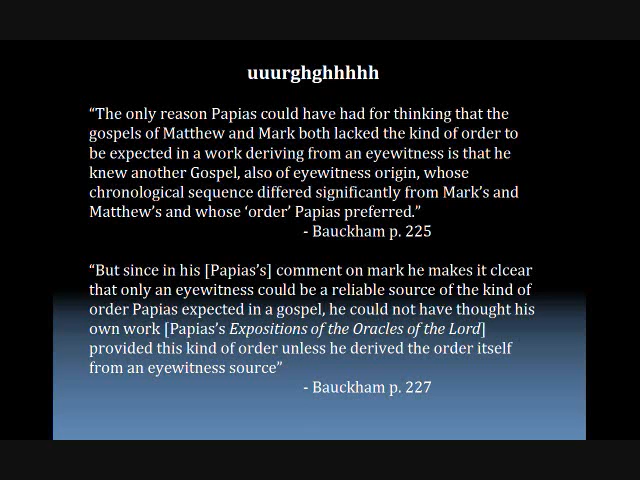 uuurghghhhhh
“The only reason Papias could have had for thinking that the
gospels of Matthew and Mark both lacked the kind of order to
be expected in a work deriving from an eyewitness is that he
knew another Gospel, also of eyewitness origin, whose
chronological sequence differed significantly from Mark’s and
Matthew’s and whose ‘order’ Papias preferred.”
- Bauckham p. 225
“But since in his [Papias’s] comment on mark he makes it clcear
that only an eyewitness could be a reliable source of the kind of
order Papias expected in a gospel, he could not have thought his
own work [Papias’s Expositions of the Oracles of the Lord]
provided this kind of order unless he derived the order itself
from an eyewitness source”
- Bauckham p. 227